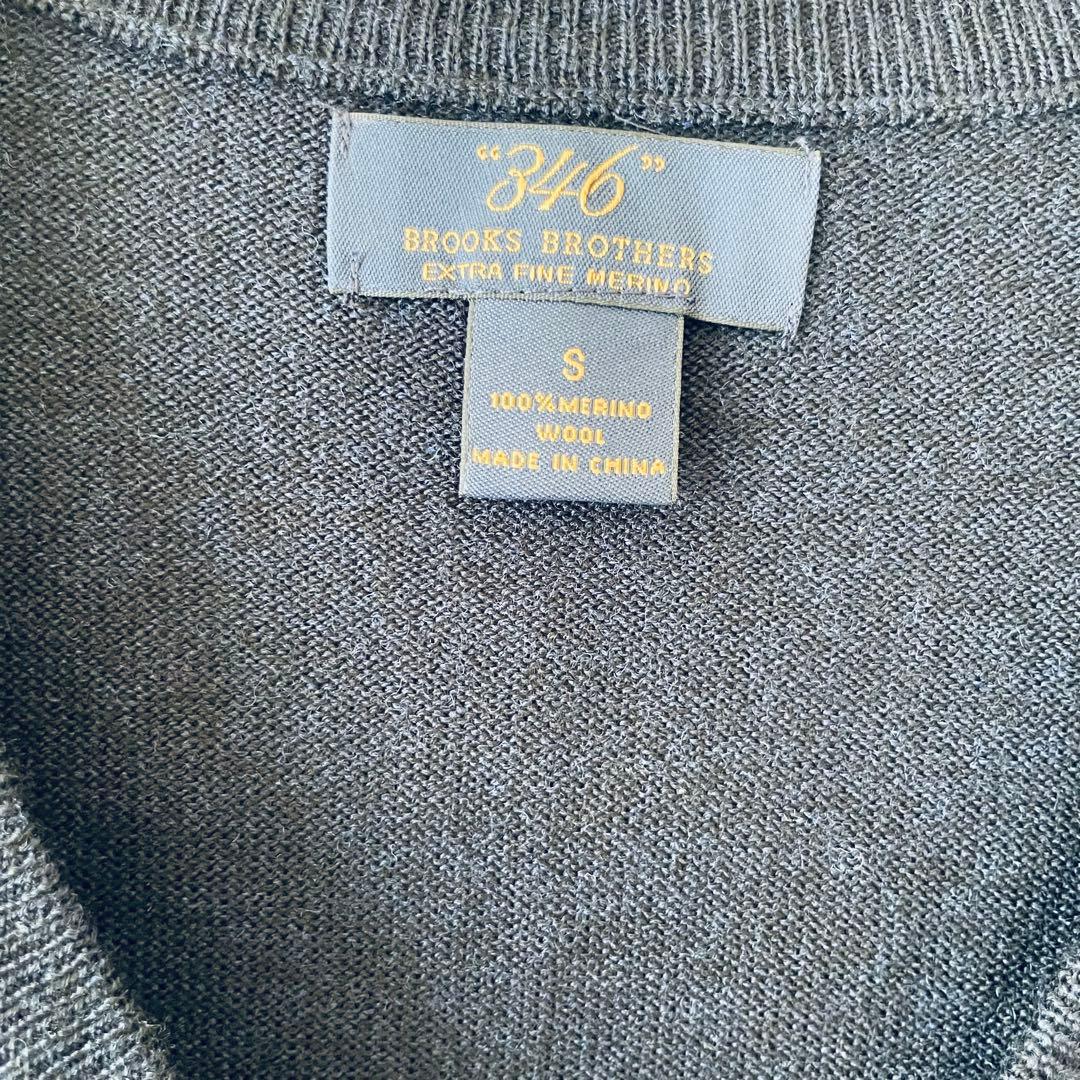 “346”
BROOKS BROTHERS
EXTRA FINE MERINO
S
100%MERINO
WOOL
MADE IN CHINA